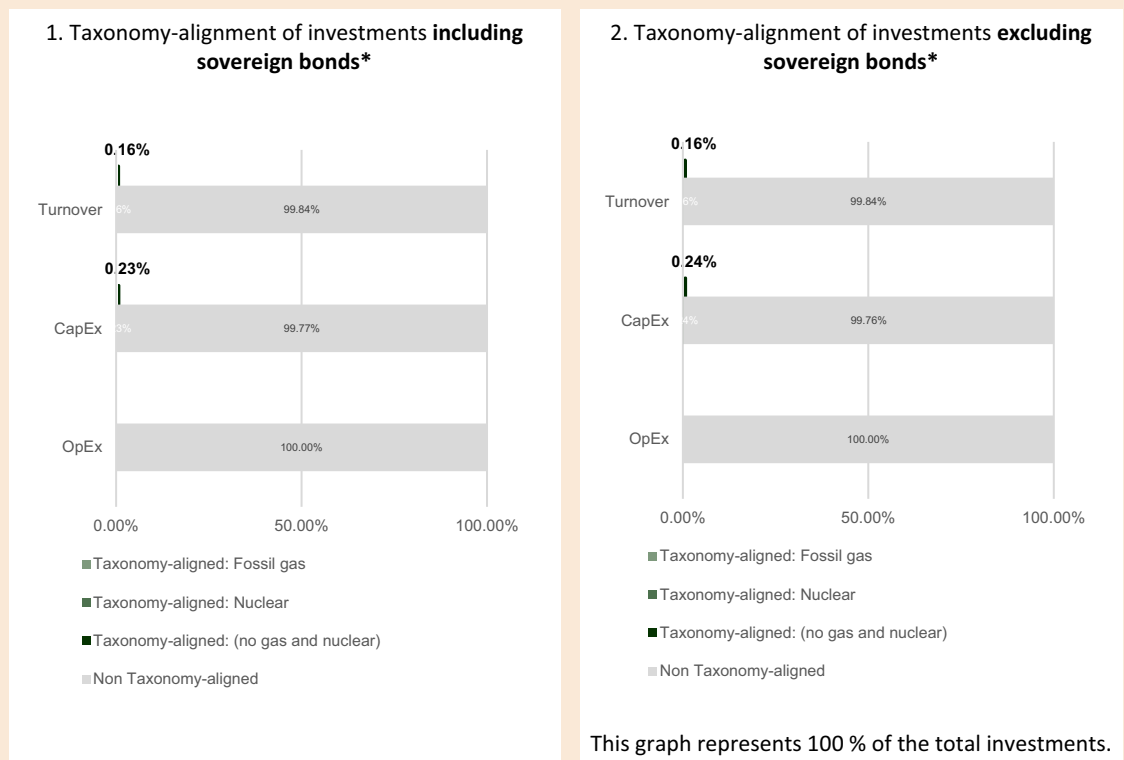 1. Taxonomy-alignment of investments including
sovereign bonds*
0.16%
Turnover
6%
99.84%
0.23%
CapEx
3%
99.77%
OpEx
100.00%
0.00%
50.00%
100.00%
Taxonomy-aligned: Fossil gas
Taxonomy-aligned: Nuclear
Taxonomy-aligned: (no gas and nuclear)
Non Taxonomy-aligned
2. Taxonomy-alignment of investments excluding
sovereign bonds*
0.16%
Turnover
6%
99.84%
0.24%
CapEx
4%
99.76%
OpEx
100.00%
0.00%
50.00%
100.00%
Taxonomy-aligned: Fossil gas
Taxonomy-aligned: Nuclear
Taxonomy-aligned: (no gas and nuclear)
Non Taxonomy-aligned
This graph represents 100 % of the total investments.